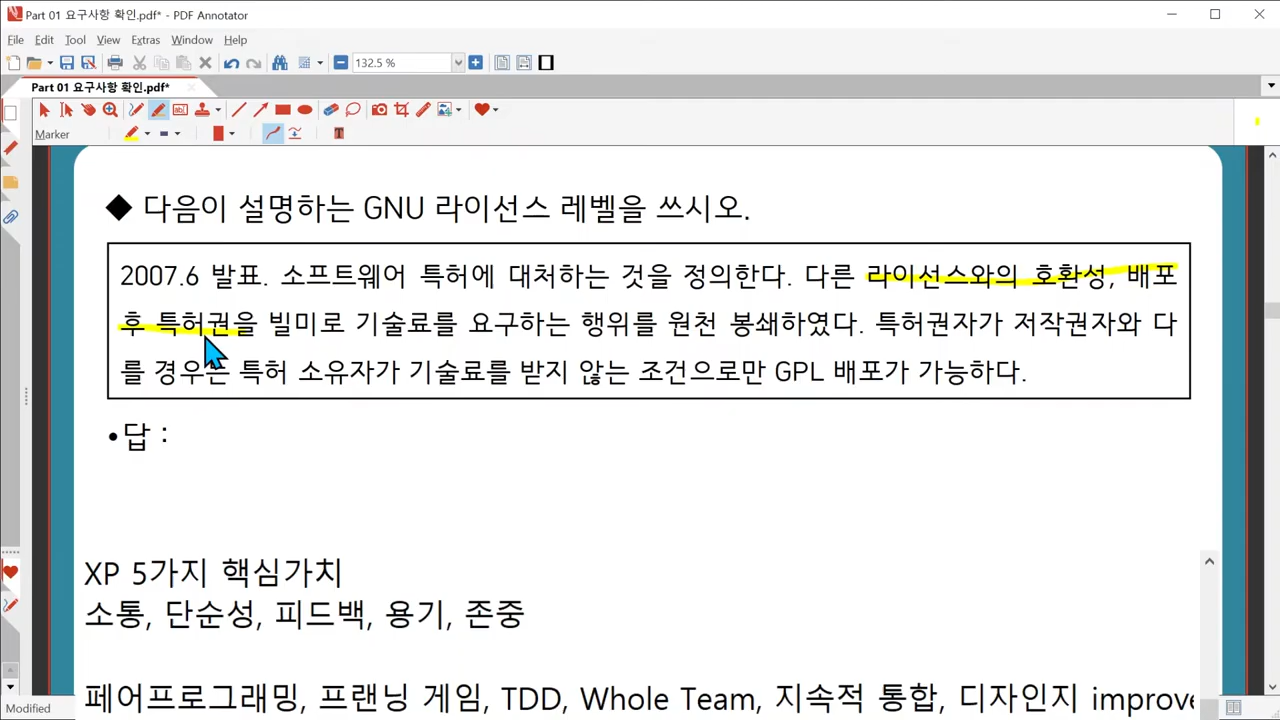 Part 01 요구사항 확인.pdf* - PDF Annotator
File Edit Tool View Extras Window Help
132.5 %
Part 01 요구사항 확인.pdf*
Marker
◆ 다음이 설명하는 GNU 라이선스 레벨을 쓰시오.
2007.6 발표. 소프트웨어 특허에 대처하는 것을 정의한다. 다른 라이선스와의 호환성, 배포
후 특허권을 빌미로 기술료를 요구하는 행위를 원천 봉쇄하였다. 특허권자가 저작권자와 다
를 경우는 특허 소유자가 기술료를 받지 않는 조건으로만 GPL 배포가 가능하다.
•답 :
XP 5가지 핵심가치
소통, 단순성, 피드백, 용기, 존중
페어프로그래밍, 프랜닝 게임, TDD, Whole Team, 지속적 통합, 디자인지 improve
Modified